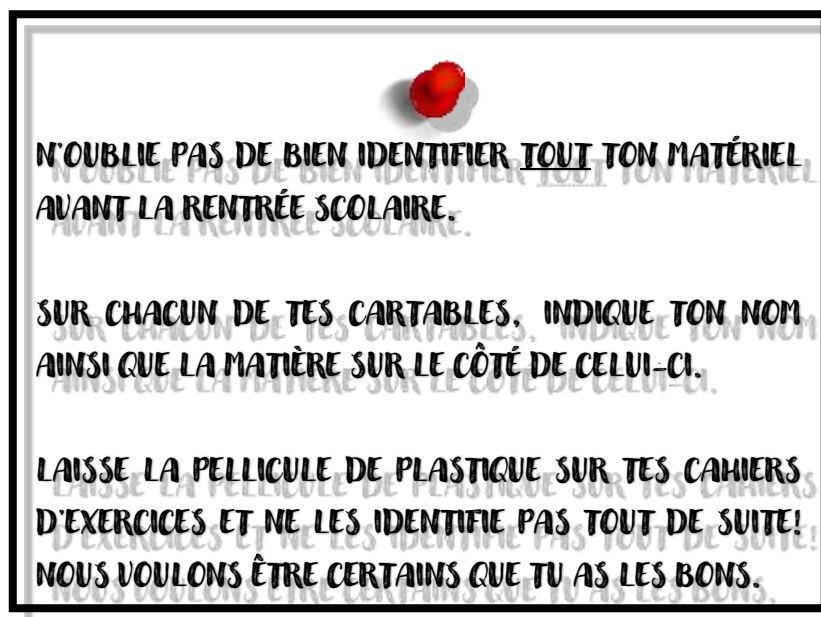 N'OUBLIE PAS DE BIEN IDENTIFIER TOUT TON MATÉRIEL
AVANT LA RENTRÉE SCOLAIRE.
SUR CHACUN DE TES CARTABLES, INDIQUE TON NOM
AINSI QUE LA MATIÈRE SUR LE CÔTÉ DE CELUI-CI.
LAISSE LA PELLICULE DE PLASTIQUE SUR TES CAHIERS
D'EXERCICES ET NE LES IDENTIFIE PAS TOUT DE SUITE!
NOUS VOULONS ÊTRE CERTAINS QUE TU AS LES BONS.